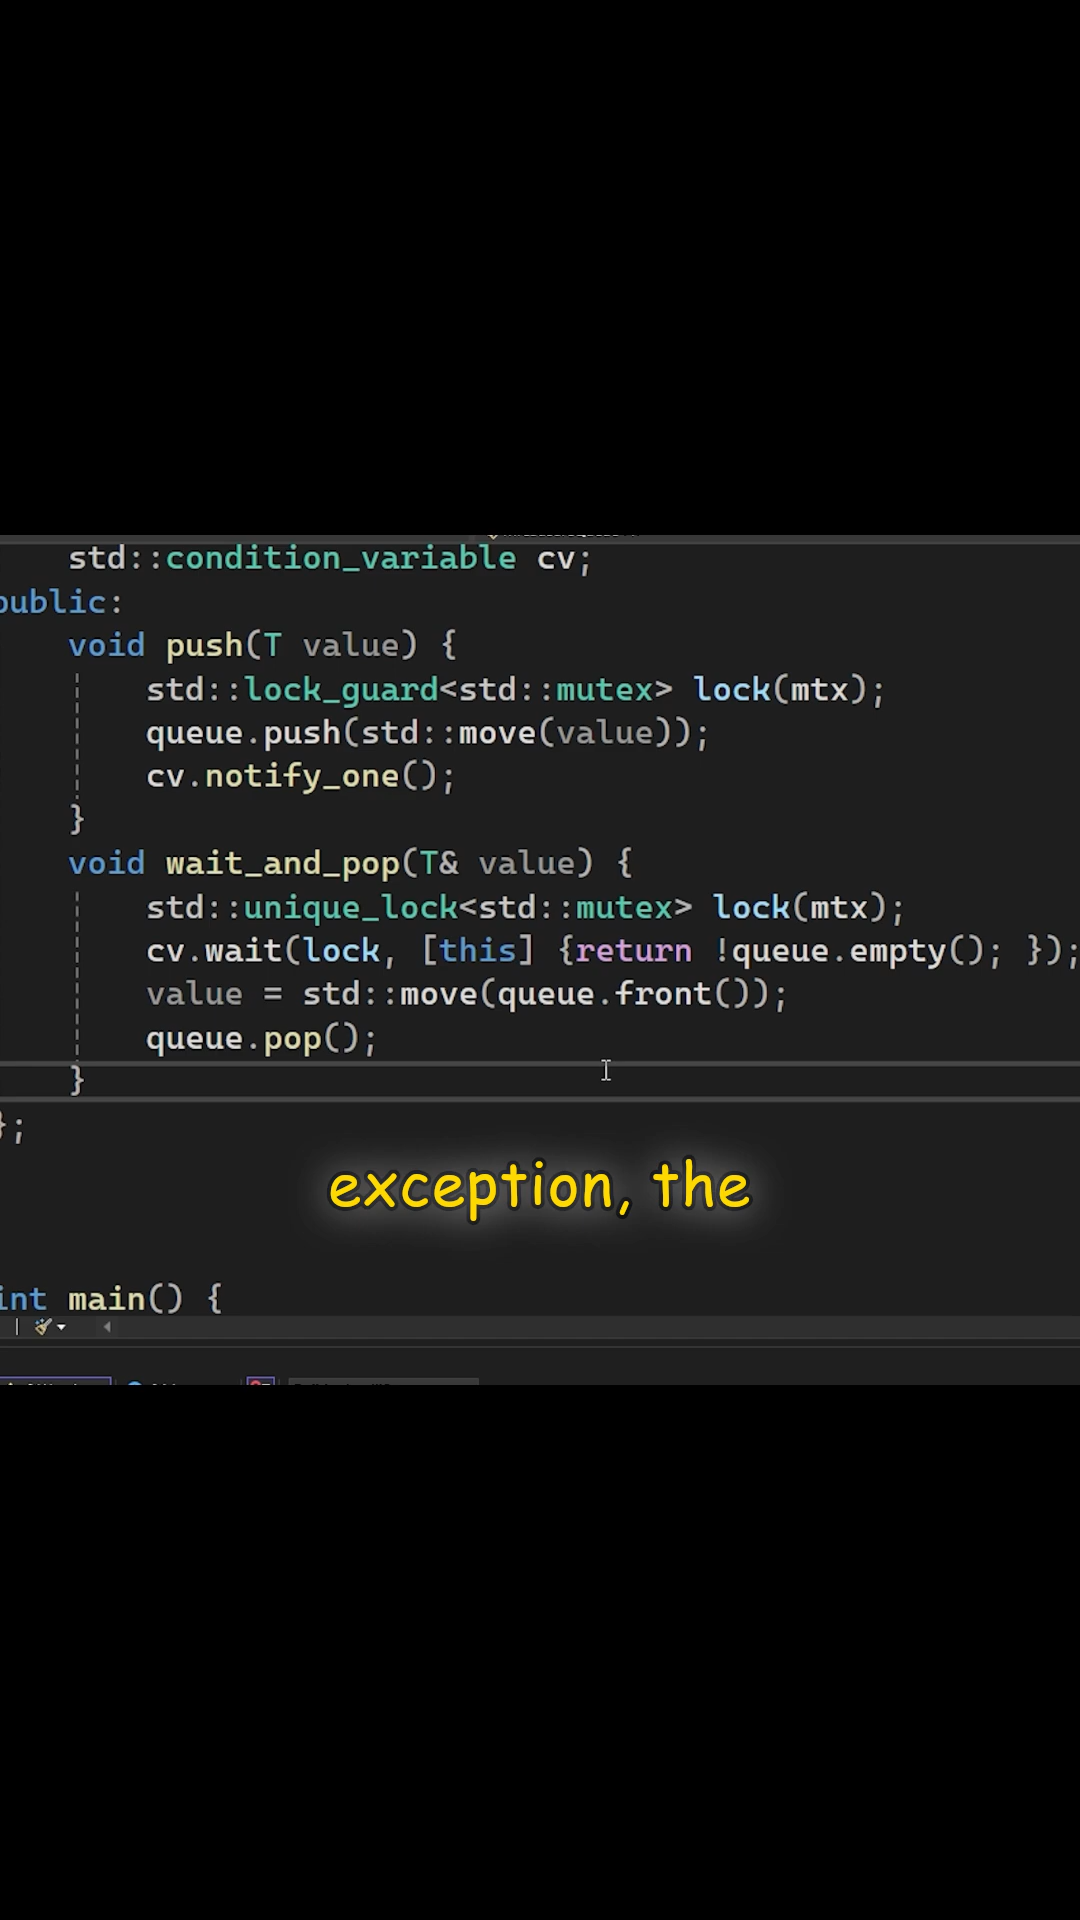 std::condition_variable cv;
public:
void push(T value) {
std::lock_guard<std::mutex> lock(mtx);
queue.push(std::move(value));
cv.notify_one();
}
void wait_and_pop(T& value) {
std::unique_lock<std::mutex> lock(mtx);
cv.wait(lock, [this] {return !queue.empty(); });
value = std::move(queue.front());
queue.pop();
}
};
exception, the
int main() {